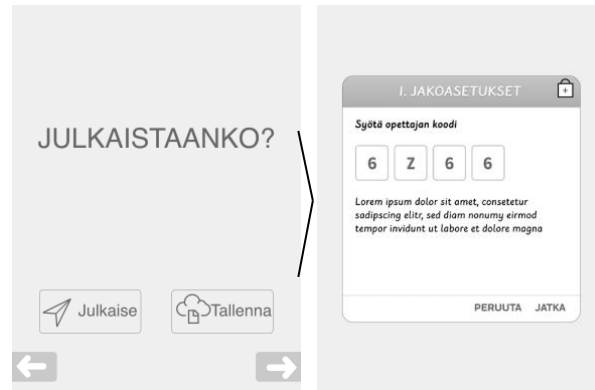 JULKAISTAANKO?
Julkaise
Tallenna
1. JAKOASETUKSET
Syötä opettajan koodi
6 Z 6 6
Lorem ipsum dolor sit amet, consetetur
sadipscing elitr, sed diam nonumy eirmod
tempor invidunt ut labore et dolore magna
PERUUTA JATKA